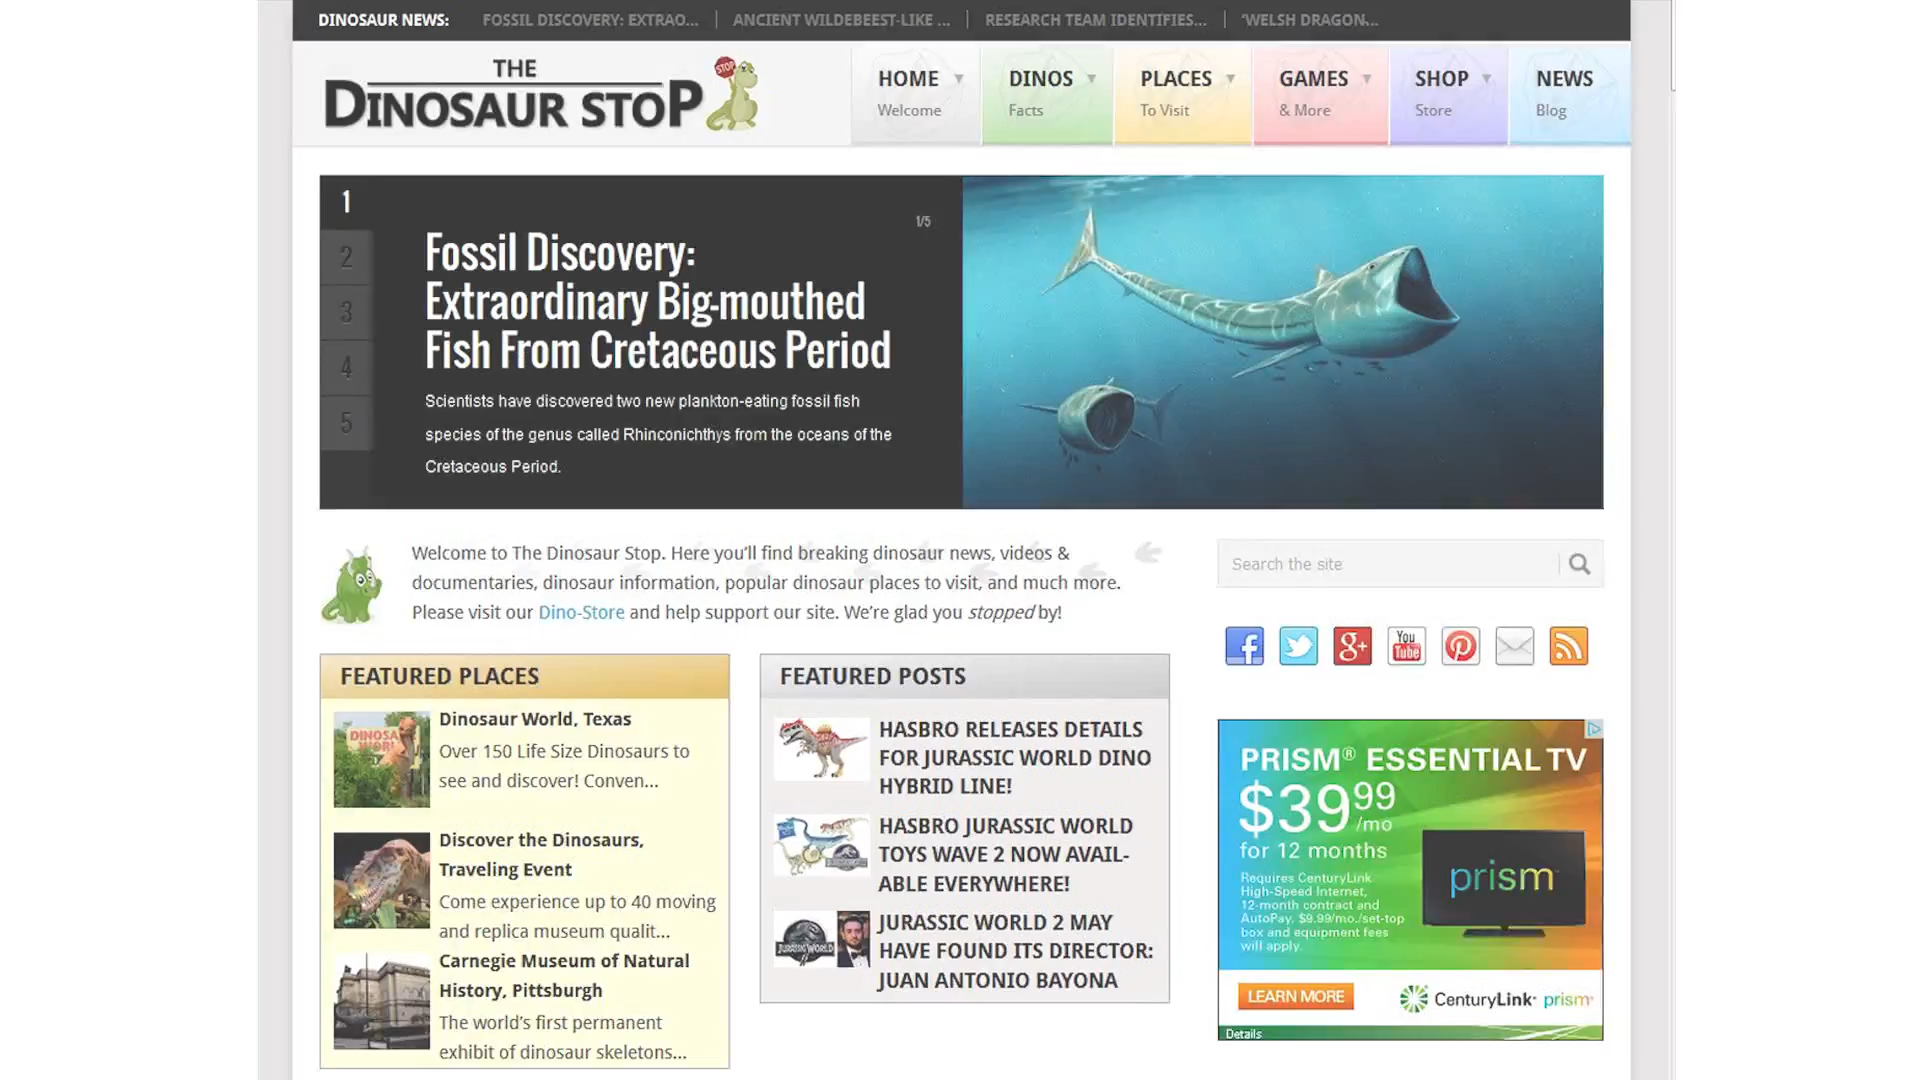 DINOSAUR NEWS: FOSSIL DISCOVERY: EXTRAO... ANCIENT WILDEBEEST-LIKE ... RESEARCH TEAM IDENTIFIES... 'WELSH DRAGON...
THE
DINOSAUR STOP
STOP
HOME
Welcome
DINOS
Facts
PLACES
To Visit
GAMES
& More
SHOP
Store
NEWS
Blog
1
2
3
4
5
1/5
Fossil Discovery:
Extraordinary Big-mouthed
Fish From Cretaceous Period
Scientists have discovered two new plankton-eating fossil fish
species of the genus called Rhinconichthys from the oceans of the
Cretaceous Period.
Welcome to The Dinosaur Stop. Here you'll find breaking dinosaur news, videos &
documentaries, dinosaur information, popular dinosaur places to visit, and much more.
Please visit our Dino-Store and help support our site. We're glad you stopped by!
Search the site
You
Tube
FEATURED PLACES
Dinosaur World, Texas
Over 150 Life Size Dinosaurs to
see and discover! Conven...
Discover the Dinosaurs,
Traveling Event
Come experience up to 40 moving
and replica museum qualit...
Carnegie Museum of Natural
History, Pittsburgh
The world's first permanent
exhibit of dinosaur skeletons...
FEATURED POSTS
HASBRO RELEASES DETAILS
FOR JURASSIC WORLD DINO
HYBRID LINE!
HASBRO JURASSIC WORLD
TOYS WAVE 2 NOW AVAIL-
ABLE EVERYWHERE!
JURASSIC WORLD
JURASSIC WORLD 2 MAY
HAVE FOUND ITS DIRECTOR:
JUAN ANTONIO BAYONA
PRISM® ESSENTIAL TV
$39 99 /mo
for 12 months
Requires CenturyLink
High-Speed Internet,
12-month contract and
AutoPay. $9.99/mo./set-top
box and equipment fees
will apply.
prism
LEARN MORE
CenturyLink prism
Details